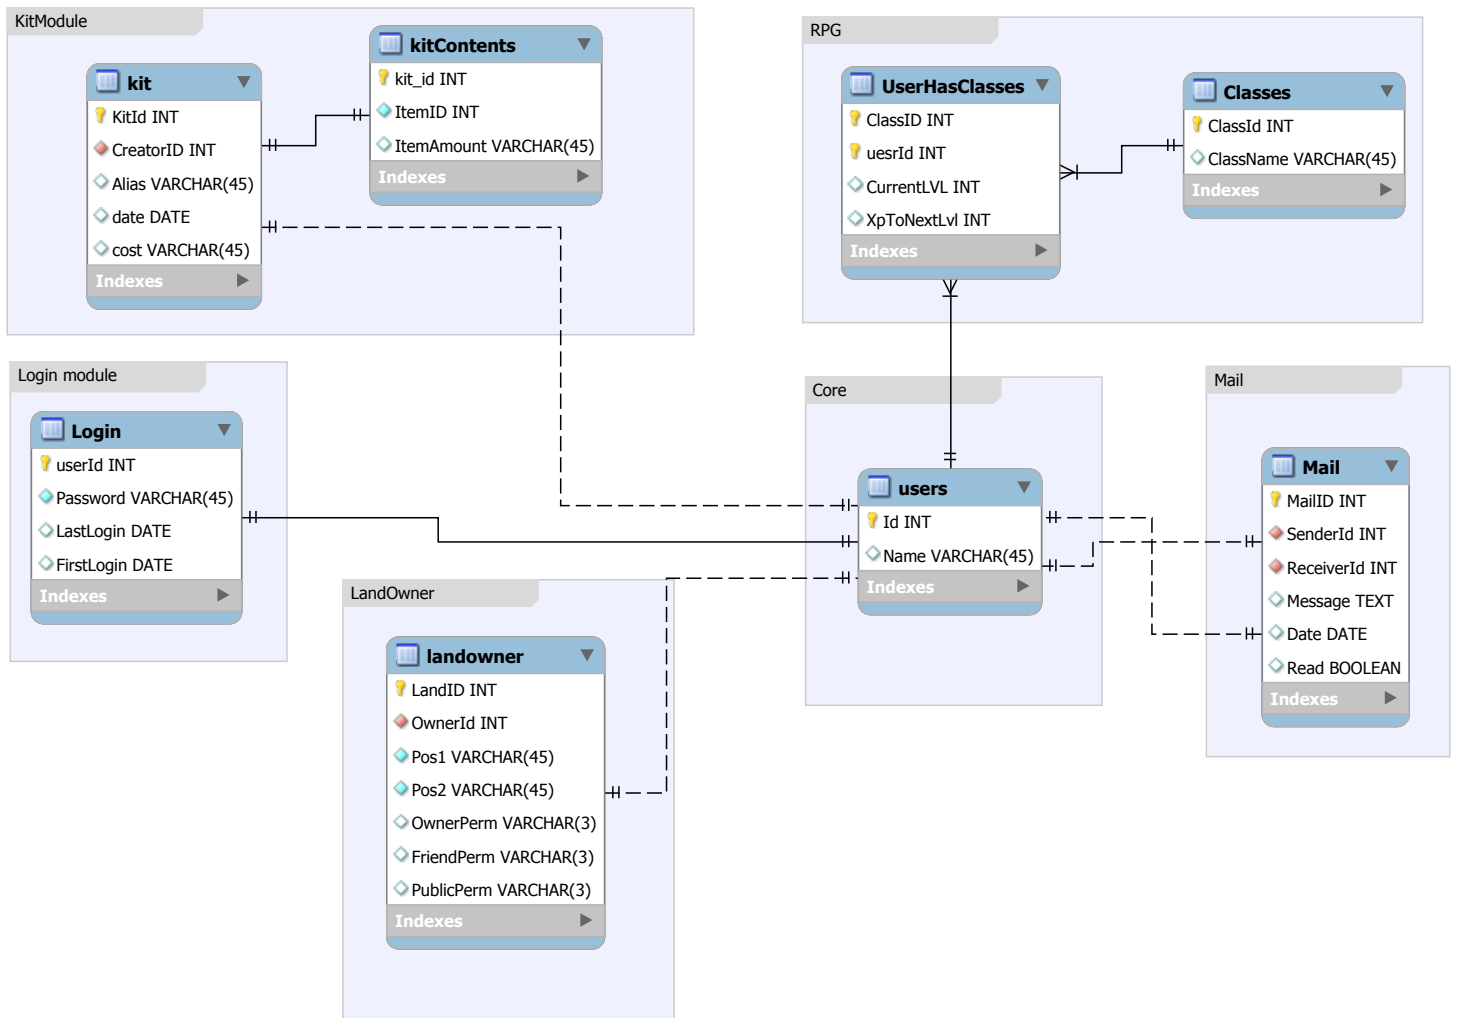 KitModule
kit
KitId INT
CreatorID INT
Alias VARCHAR(45)
date DATE
cost VARCHAR(45)
Indexes
kitContents
kit_id INT
ItemID INT
ItemAmount VARCHAR(45)
Indexes
RPG
UserHasClasses
ClassID INT
uesrId INT
CurrentLVL INT
XpToNextLvl INT
Indexes
Classes
ClassId INT
ClassName VARCHAR(45)
Indexes
Login module
Login
userId INT
Password VARCHAR(45)
LastLogin DATE
FirstLogin DATE
Indexes
LandOwner
landowner
LandID INT
OwnerId INT
Pos1 VARCHAR(45)
Pos2 VARCHAR(45)
OwnerPerm VARCHAR(3)
FriendPerm VARCHAR(3)
PublicPerm VARCHAR(3)
Indexes
Core
users
Id INT
Name VARCHAR(45)
Indexes
Mail
Mail
MailID INT
SenderId INT
ReceiverId INT
Message TEXT
Date DATE
Read BOOLEAN
Indexes